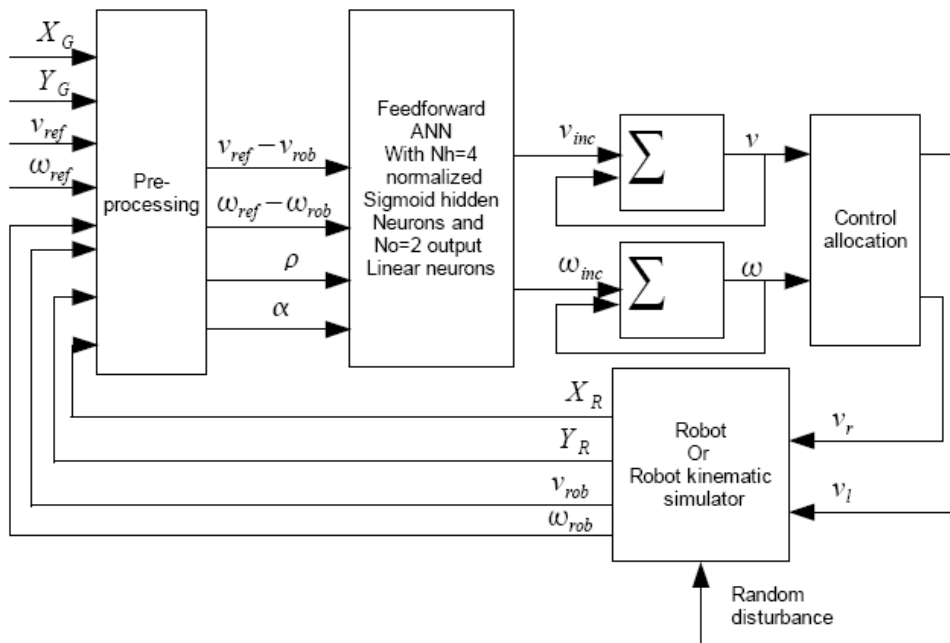 X_G
Y_G
v_ref
ω_ref
Pre-
processing
v_ref − v_rob
ω_ref − ω_rob
ρ
α
Feedforward
ANN
With Nh=4
normalized
Sigmoid hidden
Neurons and
No=2 output
Linear neurons
v_inc
ω_inc
Σ
Σ
v
ω
Control
allocation
X_R
Y_R
v_rob
ω_rob
Robot
Or
Robot kinematic
simulator
v_r
v_l
Random
disturbance